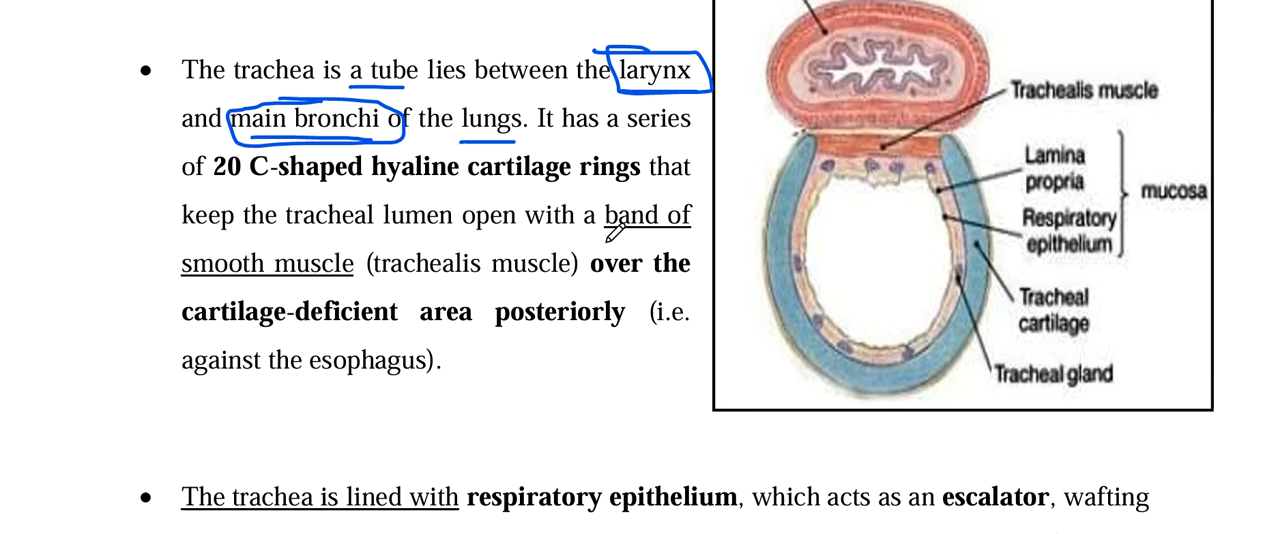 • The trachea is a tube lies between the larynx
and main bronchi of the lungs. It has a series
of 20 C-shaped hyaline cartilage rings that
keep the tracheal lumen open with a band of
smooth muscle (trachealis muscle) over the
cartilage-deficient area posteriorly (i.e.
against the esophagus).
Trachealis muscle
Lamina
propria
mucosa
Respiratory
epithelium
Tracheal
cartilage
Tracheal gland
• The trachea is lined with respiratory epithelium, which acts as an escalator, wafting